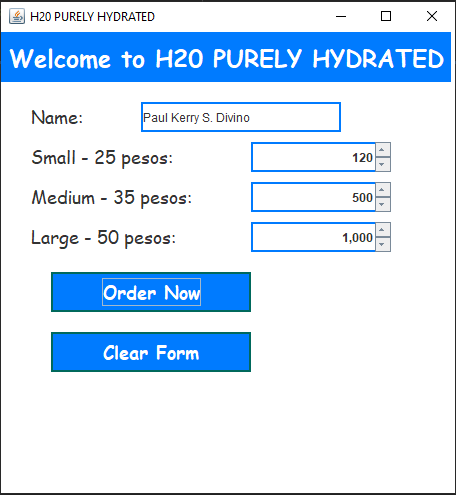 H20 PURELY HYDRATED
Welcome to H20 PURELY HYDRATED
Name: Paul Kerry S. Divino
Small - 25 pesos: 120
Medium - 35 pesos: 500
Large - 50 pesos: 1,000
Order Now
Clear Form